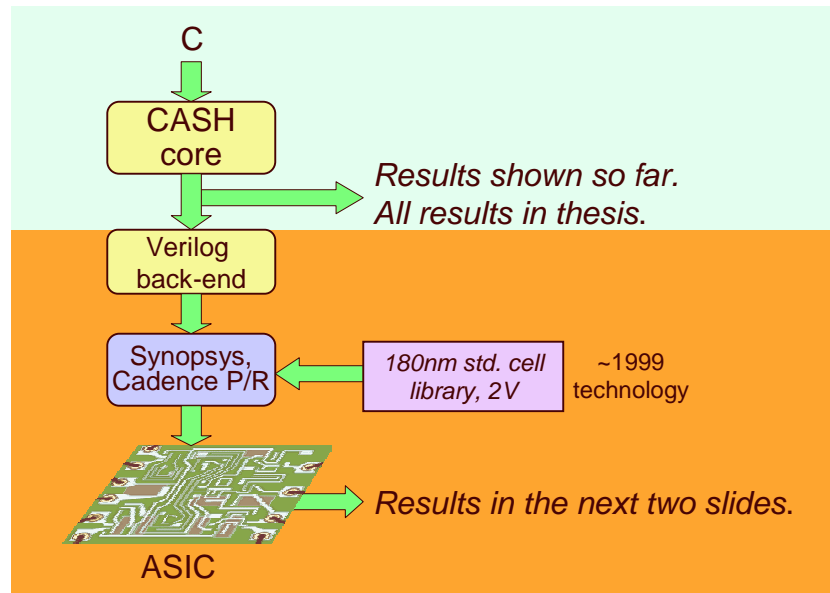 C
CASH
core
Results shown so far.
All results in thesis.
Verilog
back-end
Synopsys,
Cadence P/R
180nm std. cell
library, 2V
~1999
technology
Results in the next two slides.
ASIC